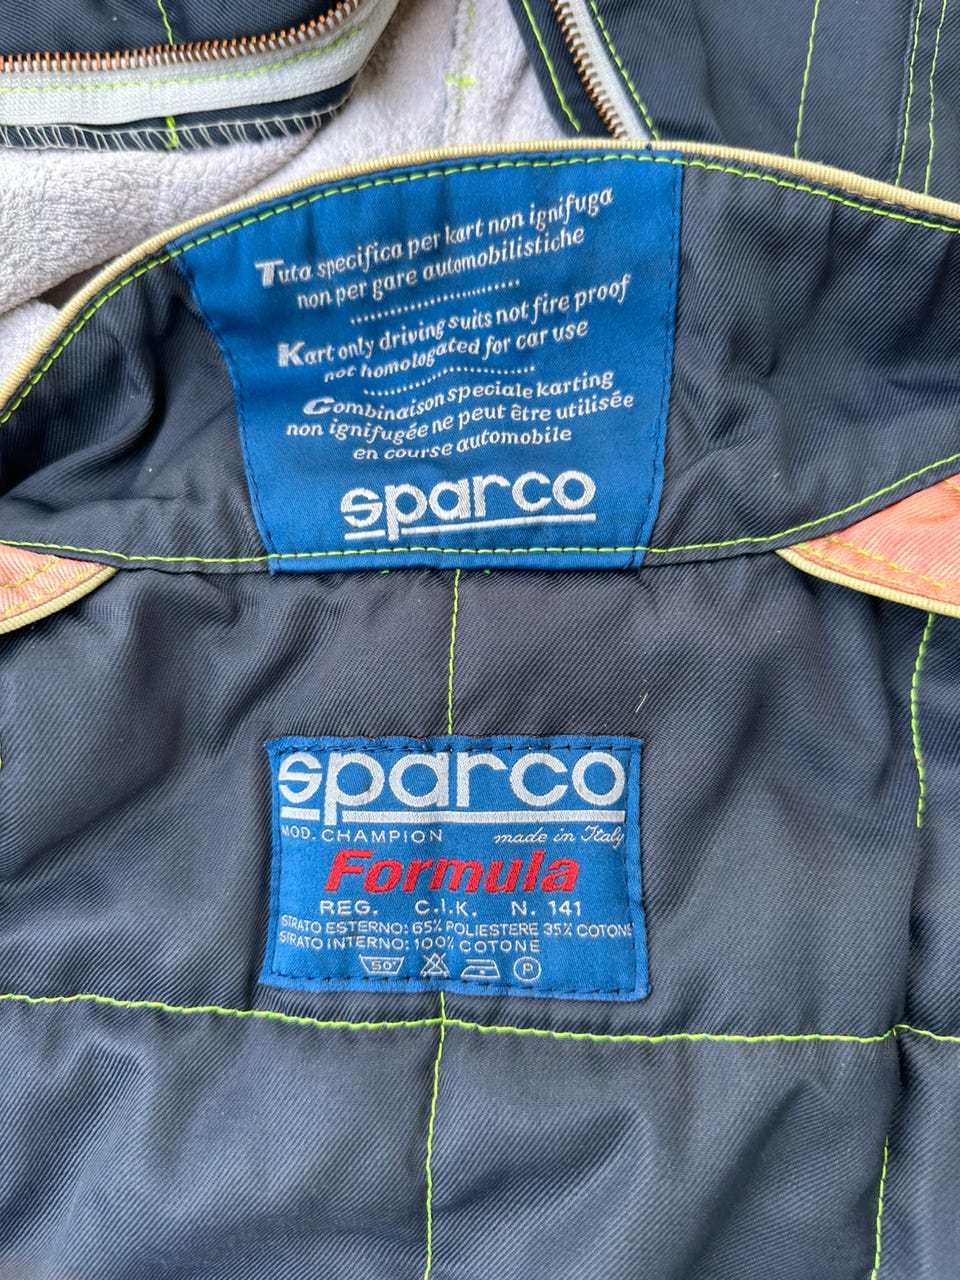 Tuta specifica per kart non ignifuga
non per gare automobilistiche
Kart only driving suits not fire proof
not homologated for car use
Combinaison speciale karting
non ignifugée ne peut être utilisée
en course automobile
sparco
sparco
MOD. CHAMPION made in Italy
Formula
REG. C.I.K. N. 141
STRATO ESTERNO: 65% POLIESTERE 35% COTONE
STRATO INTERNO: 100% COTONE
50° P